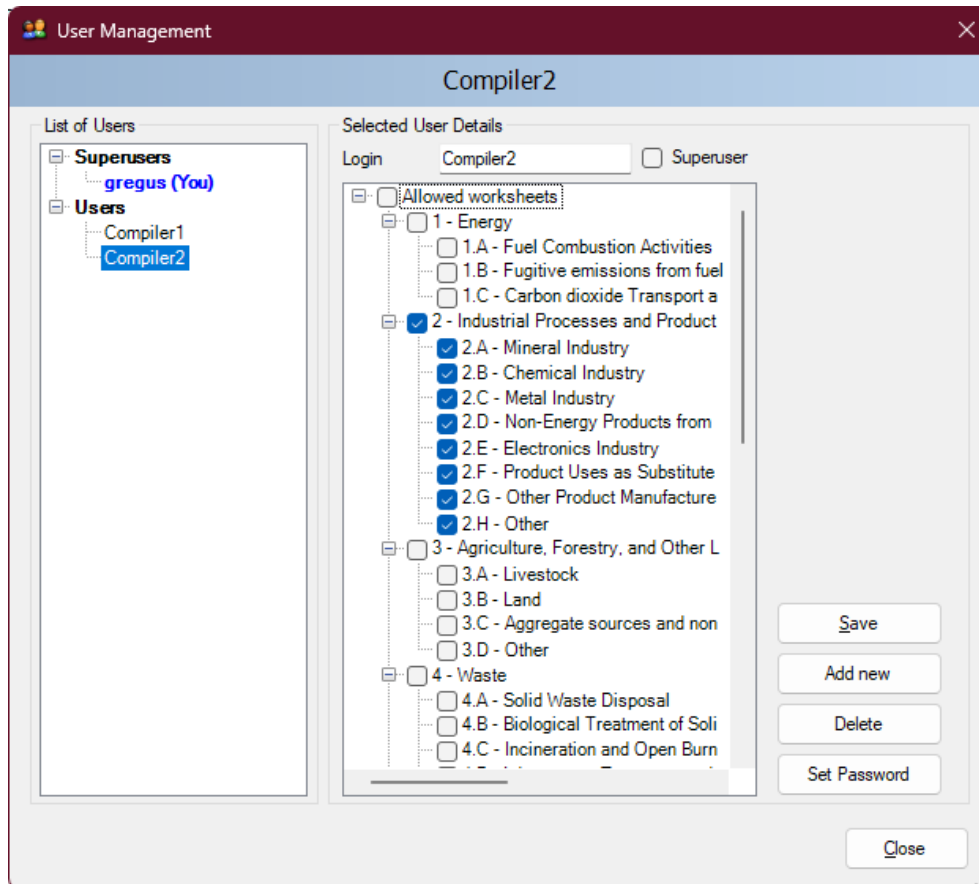 User Management
Compiler2
List of Users
Superusers
gregus (You)
Users
Compiler1
Compiler2
Selected User Details
Login
Compiler2
Superuser
Allowed worksheets
1 - Energy
1.A - Fuel Combustion Activities
1.B - Fugitive emissions from fuel
1.C - Carbon dioxide Transport a
2 - Industrial Processes and Product
2.A - Mineral Industry
2.B - Chemical Industry
2.C - Metal Industry
2.D - Non-Energy Products from
2.E - Electronics Industry
2.F - Product Uses as Substitute
2.G - Other Product Manufacture
2.H - Other
3 - Agriculture, Forestry, and Other L
3.A - Livestock
3.B - Land
3.C - Aggregate sources and non
3.D - Other
4 - Waste
4.A - Solid Waste Disposal
4.B - Biological Treatment of Soli
4.C - Incineration and Open Burn
Save
Add new
Delete
Set Password
Close